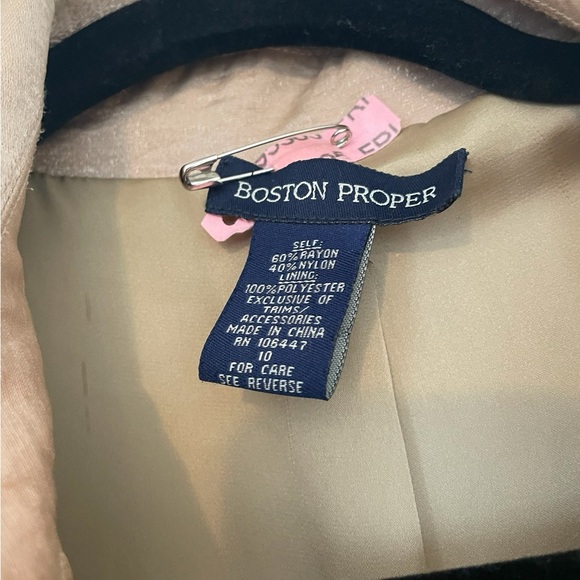 BOSTON PROPER
SELF:
60% RAYON
40% NYLON
LINING:
100% POLYESTER
EXCLUSIVE OF
TRIMS/
ACCESSORIES
MADE IN CHINA
RN 106447
10
FOR CARE
SEE REVERSE